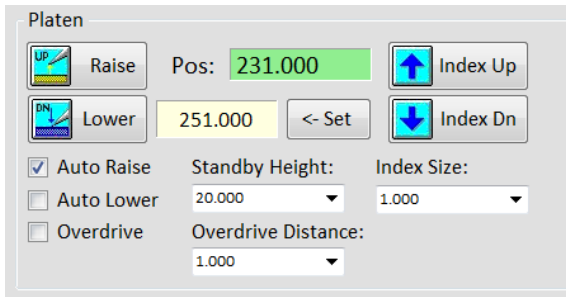 Platen
UP Raise Pos: 231.000 Index Up
DN Lower 251.000 <- Set Index Dn
Auto Raise Standby Height: Index Size:
Auto Lower 20.000 1.000
Overdrive Overdrive Distance:
1.000